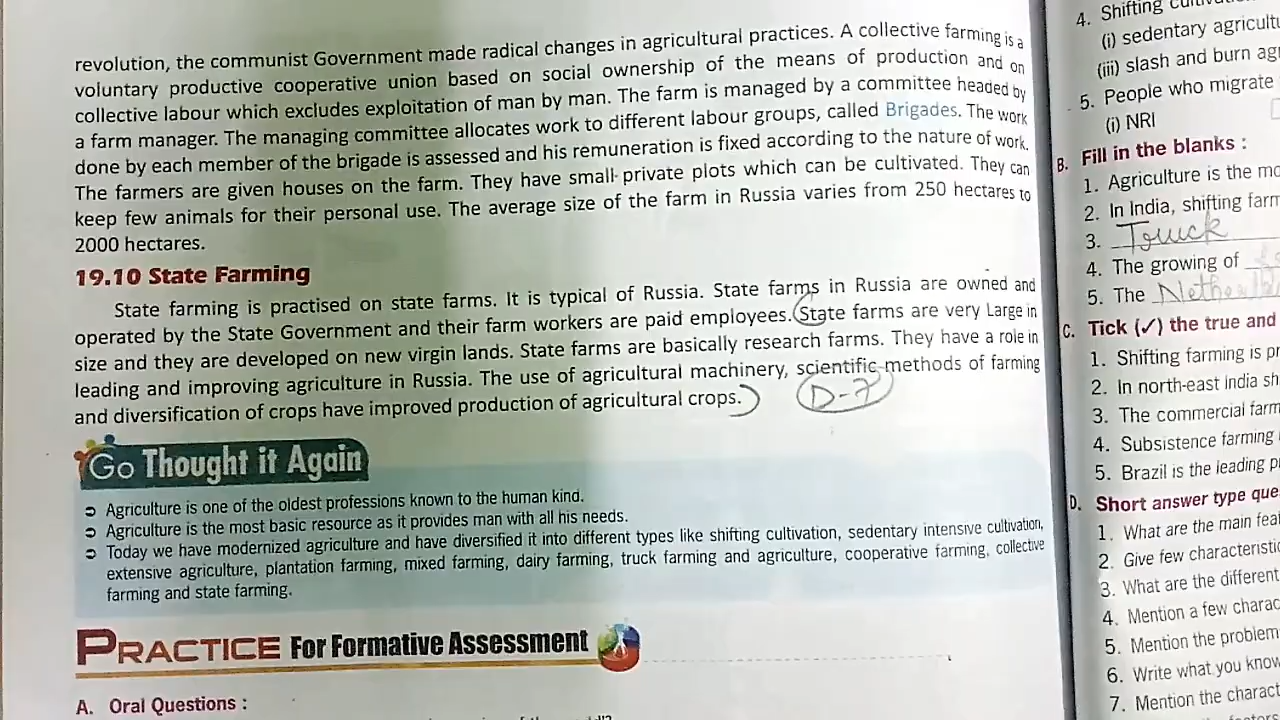 revolution, the communist Government made radical changes in agricultural practices. A collective farming is a
voluntary productive cooperative union based on social ownership of the means of production and on
collective labour which excludes exploitation of man by man. The farm is managed by a committee headed by
a farm manager. The managing committee allocates work to different labour groups, called Brigades. The work
done by each member of the brigade is assessed and his remuneration is fixed according to the nature of work.
The farmers are given houses on the farm. They have small private plots which can be cultivated. They can
keep few animals for their personal use. The average size of the farm in Russia varies from 250 hectares to
2000 hectares.
19.10 State Farming
State farming is practised on state farms. It is typical of Russia. State farms in Russia are owned and
operated by the State Government and their farm workers are paid employees. (State farms are very Large in
size and they are developed on new virgin lands. State farms are basically research farms. They have a role in
leading and improving agriculture in Russia. The use of agricultural machinery, scientific methods of farming
and diversification of crops have improved production of agricultural crops.) D-7
Go Thought it Again
➲ Agriculture is one of the oldest professions known to the human kind.
➲ Agriculture is the most basic resource as it provides man with all his needs.
➲ Today we have modernized agriculture and have diversified it into different types like shifting cultivation, sedentary intensive cultivation,
extensive agriculture, plantation farming, mixed farming, dairy farming, truck farming and agriculture, cooperative farming, collective
farming and state farming.
PRACTICE For Formative Assessment
A. Oral Questions :
4. Shifting
(i) sedentary
(iii) slash and burn
5. People who migrate
(i) NRI
B. Fill in the blanks :
1. Agriculture is the
2. In India, shifting
3. Truck
4. The growing of
5. The
C. Tick (✓) the true and
1. Shifting farming is
2. In north-east India
3. The commercial
4. Subsistence farming
5. Brazil is the leading
D. Short answer type
1. What are the main
2. Give few
3. What are the different
4. Mention a few
5. Mention the
6. Write what you
7. Mention the